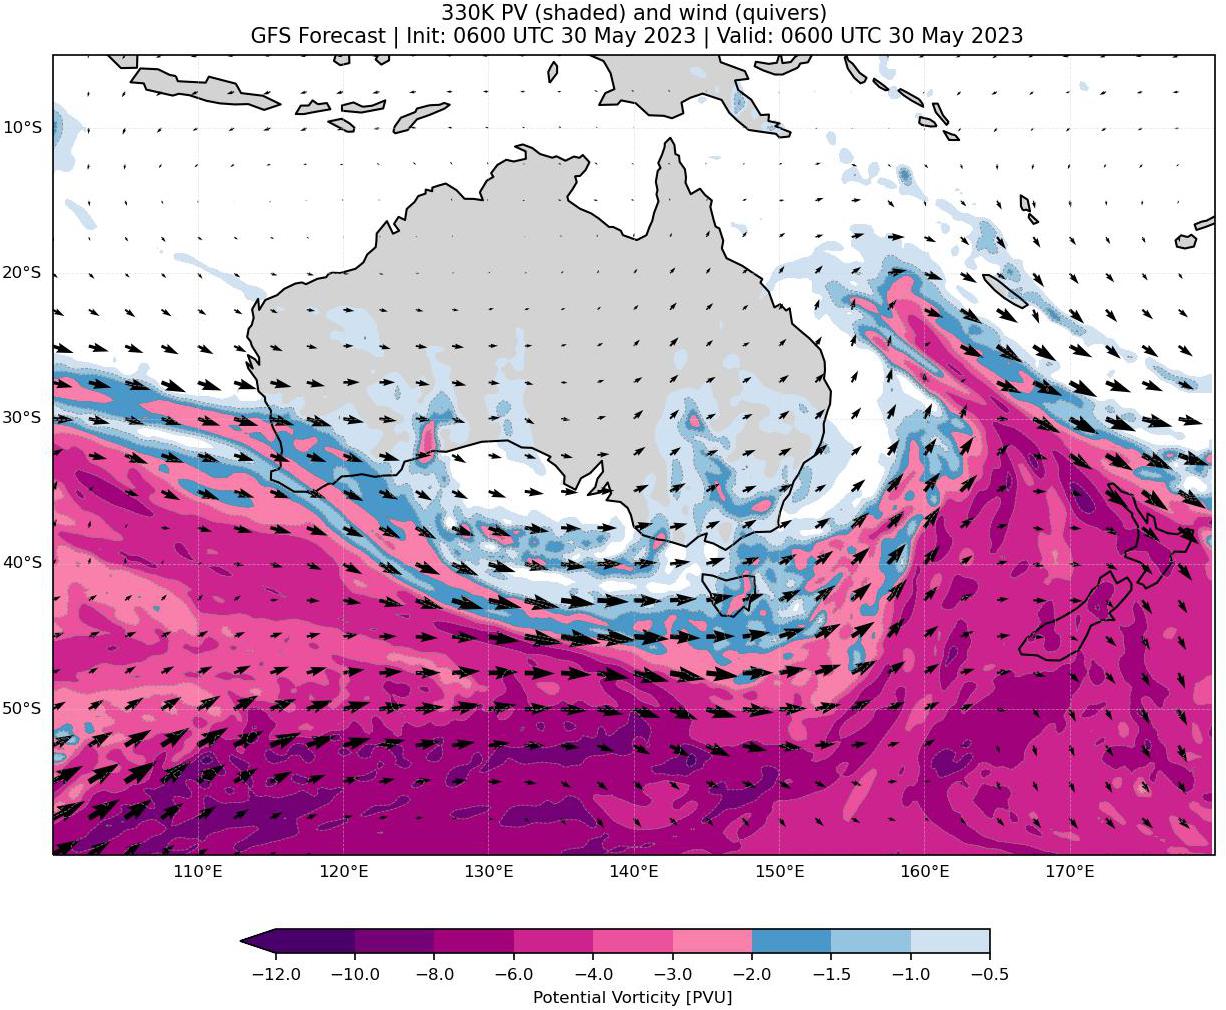 330K PV (shaded) and wind (quivers)
GFS Forecast | Init: 0600 UTC 30 May 2023 | Valid: 0600 UTC 30 May 2023
10°S
20°S
30°S
40°S
50°S
110°E 120°E 130°E 140°E 150°E 160°E 170°E
−12.0 −10.0 −8.0 −6.0 −4.0 −3.0 −2.0 −1.5 −1.0 −0.5
Potential Vorticity [PVU]